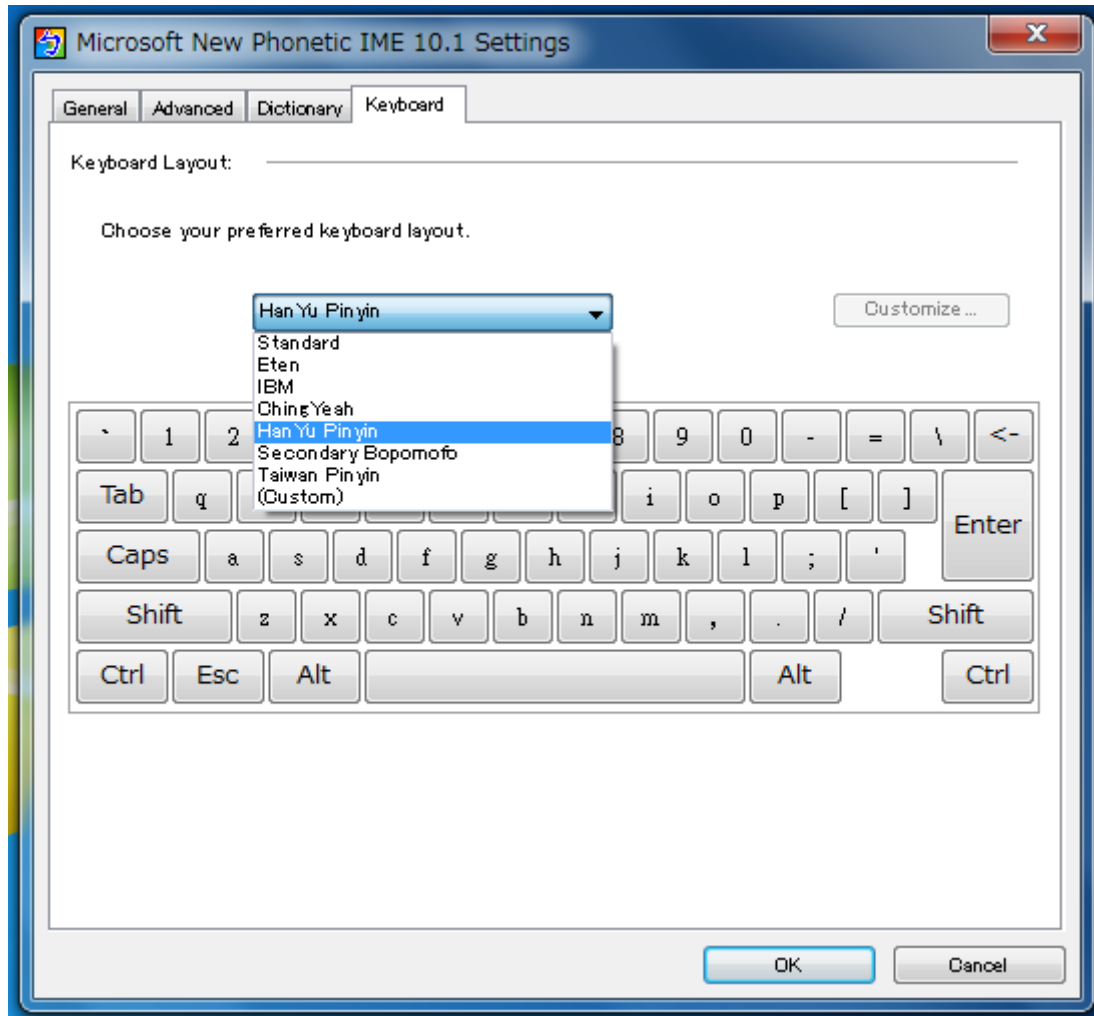 Microsoft New Phonetic IME 10.1 Settings
x
General Advanced Dictionary Keyboard
Keyboard Layout:
Choose your preferred keyboard layout.
Han Yu Pinyin
Customize ...
Standard
Eten
IBM
ChingYeah
Han Yu Pinyin
Secondary Bopomofo
Taiwan Pinyin
(Custom)
` 1 2 8 9 0 - = \ <-
Tab q i o p [ ] Enter
Caps a s d f g h j k l ; '
Shift z x c v b n m , . / Shift
Ctrl Esc Alt Alt Ctrl
OK Cancel